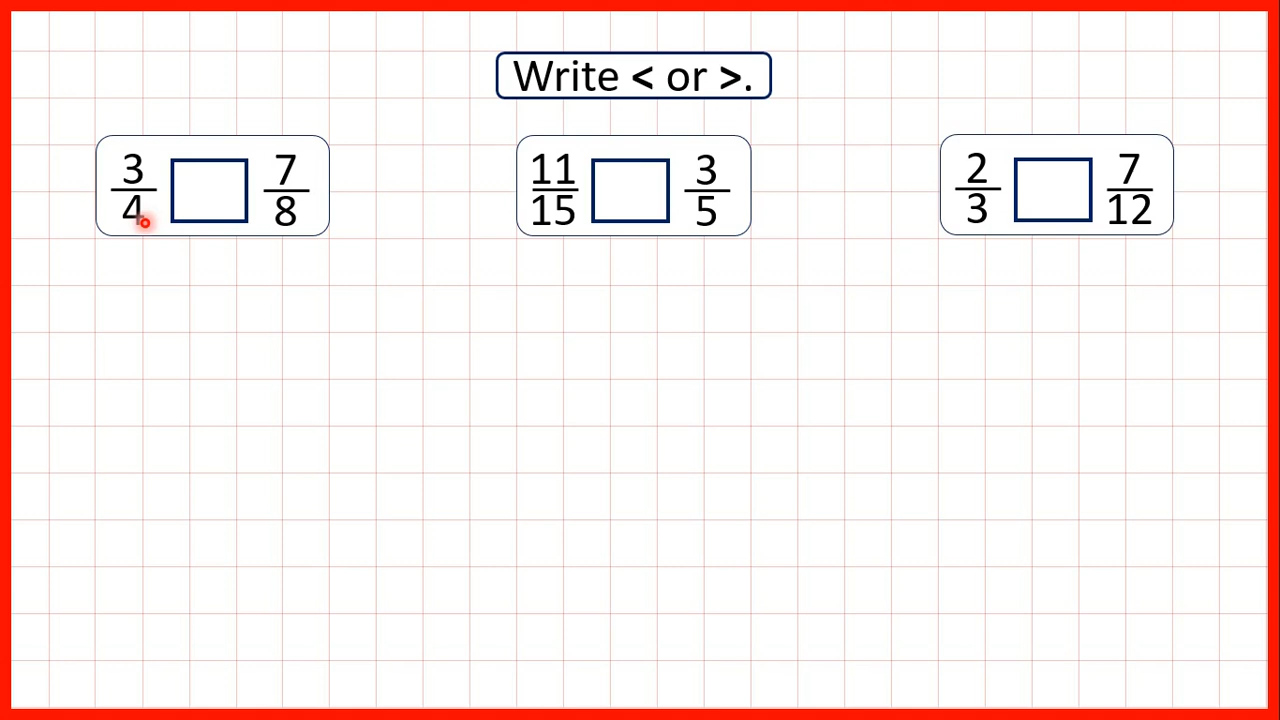 Write < or >.
3/4 □ 7/8
11/15 □ 3/5
2/3 □ 7/12